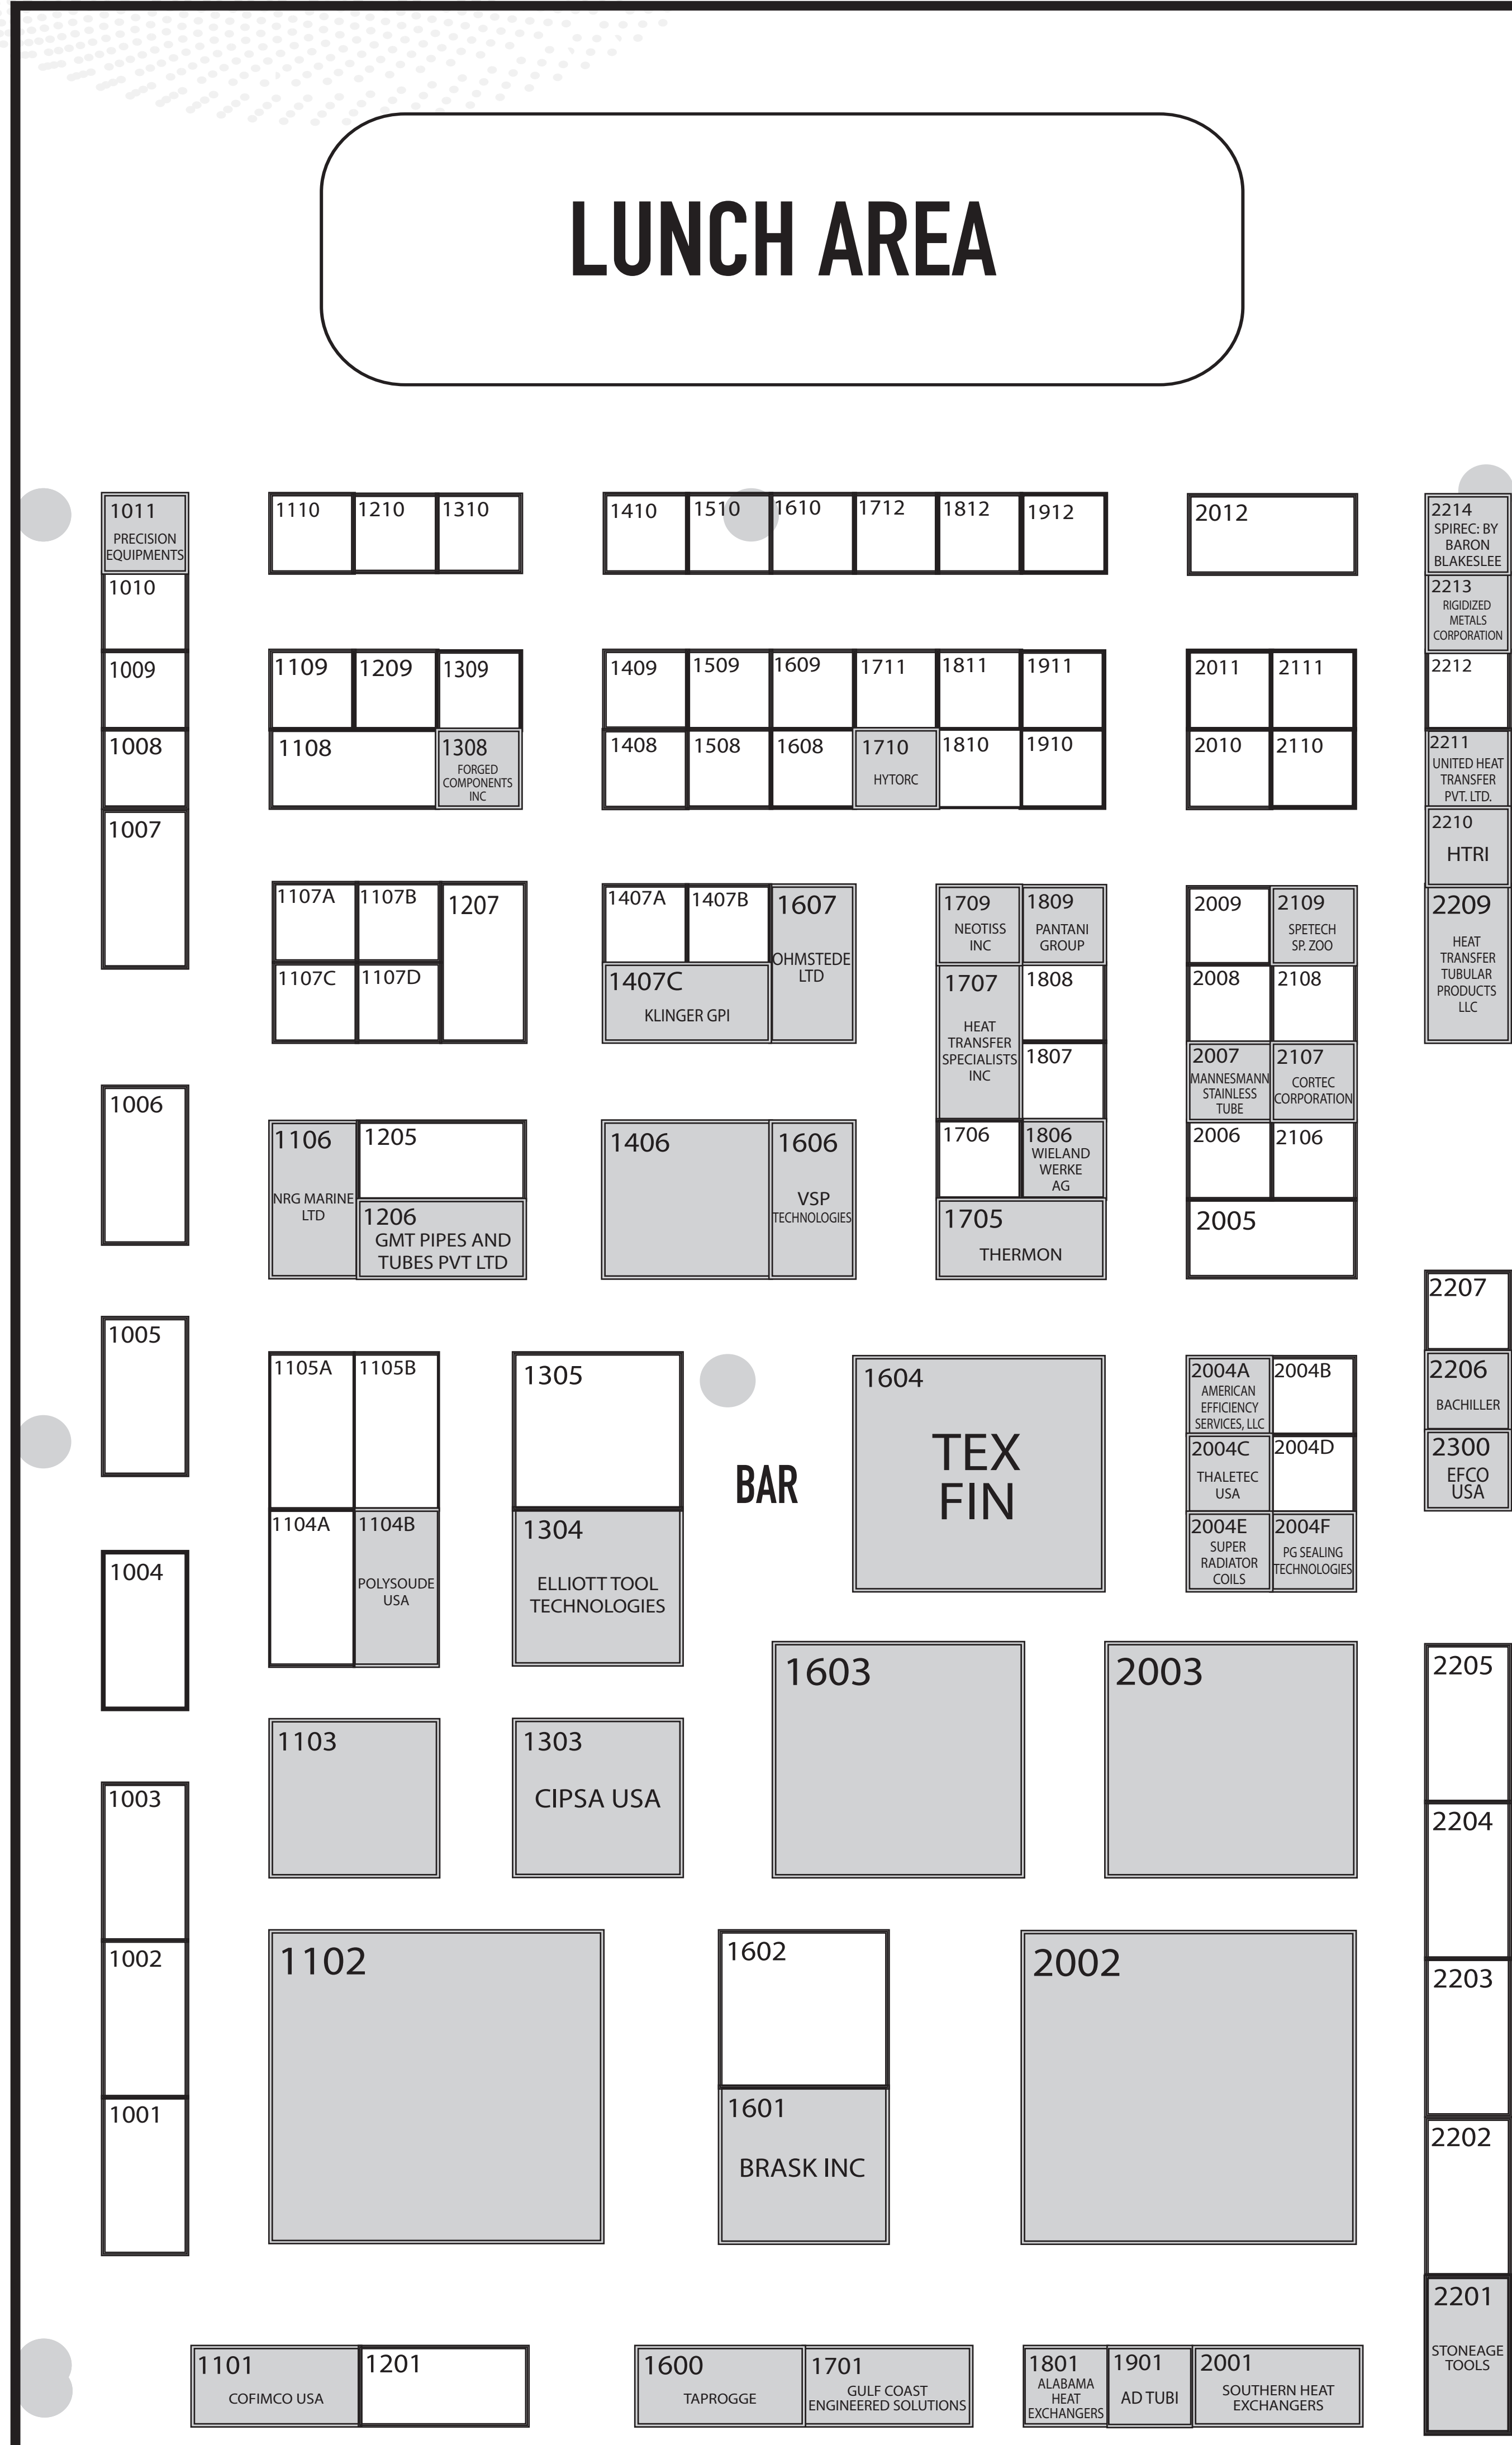 LUNCH AREA
1011
PRECISION
EQUIPMENTS
1110
1210
1310
1410
1510
1610
1712
1812
1912
2012
2214
SPIREC: BY
BARON
BLAKESLEE
1010
2213
RIGIDIZED
METALS
CORPORATION
1009
1109
1209
1309
1409
1509
1609
1711
1811
1911
2011
2111
2212
1008
1108
1308
FORGED
COMPONENTS
INC
1408
1508
1608
1710
HYTORC
1810
1910
2010
2110
2211
UNITED HEAT
TRANSFER
PVT. LTD.
1007
2210
HTRI
1107A
1107B
1207
1407A
1407B
1607
OHMSTEDE
LTD
1709
NEOTISS
INC
1809
PANTANI
GROUP
2009
2109
SPETECH
SP. ZOO
2209
HEAT
TRANSFER
TUBULAR
PRODUCTS
LLC
1107C
1107D
1407C
KLINGER GPI
1707
HEAT
TRANSFER
SPECIALISTS
INC
1808
2008
2108
1807
2007
MANNESMANN
STAINLESS
TUBE
2107
CORTEC
CORPORATION
1006
1106
NRG MARINE
LTD
1205
1406
1606
VSP
TECHNOLOGIES
1706
1806
WIELAND
WERKE
AG
2006
2106
1206
GMT PIPES AND
TUBES PVT LTD
1705
THERMON
2005
2207
1005
1105A
1105B
1305
BAR
1604
TEX
FIN
2004A
AMERICAN
EFFICIENCY
SERVICES, LLC
2004B
2206
BACHILLER
2004C
THALETEC
USA
2004D
2300
EFCO
USA
1004
1104A
1104B
POLYSOUDE
USA
1304
ELLIOTT TOOL
TECHNOLOGIES
2004E
SUPER
RADIATOR
COILS
2004F
PG SEALING
TECHNOLOGIES
1603
2003
2205
1103
1303
CIPSA USA
1003
2204
1002
1102
1602
2002
2203
1001
1601
BRASK INC
2202
2201
STONEAGE
TOOLS
1101
COFIMCO USA
1201
1600
TAPROGGE
1701
GULF COAST
ENGINEERED SOLUTIONS
1801
ALABAMA
HEAT
EXCHANGERS
1901
AD TUBI
2001
SOUTHERN HEAT
EXCHANGERS